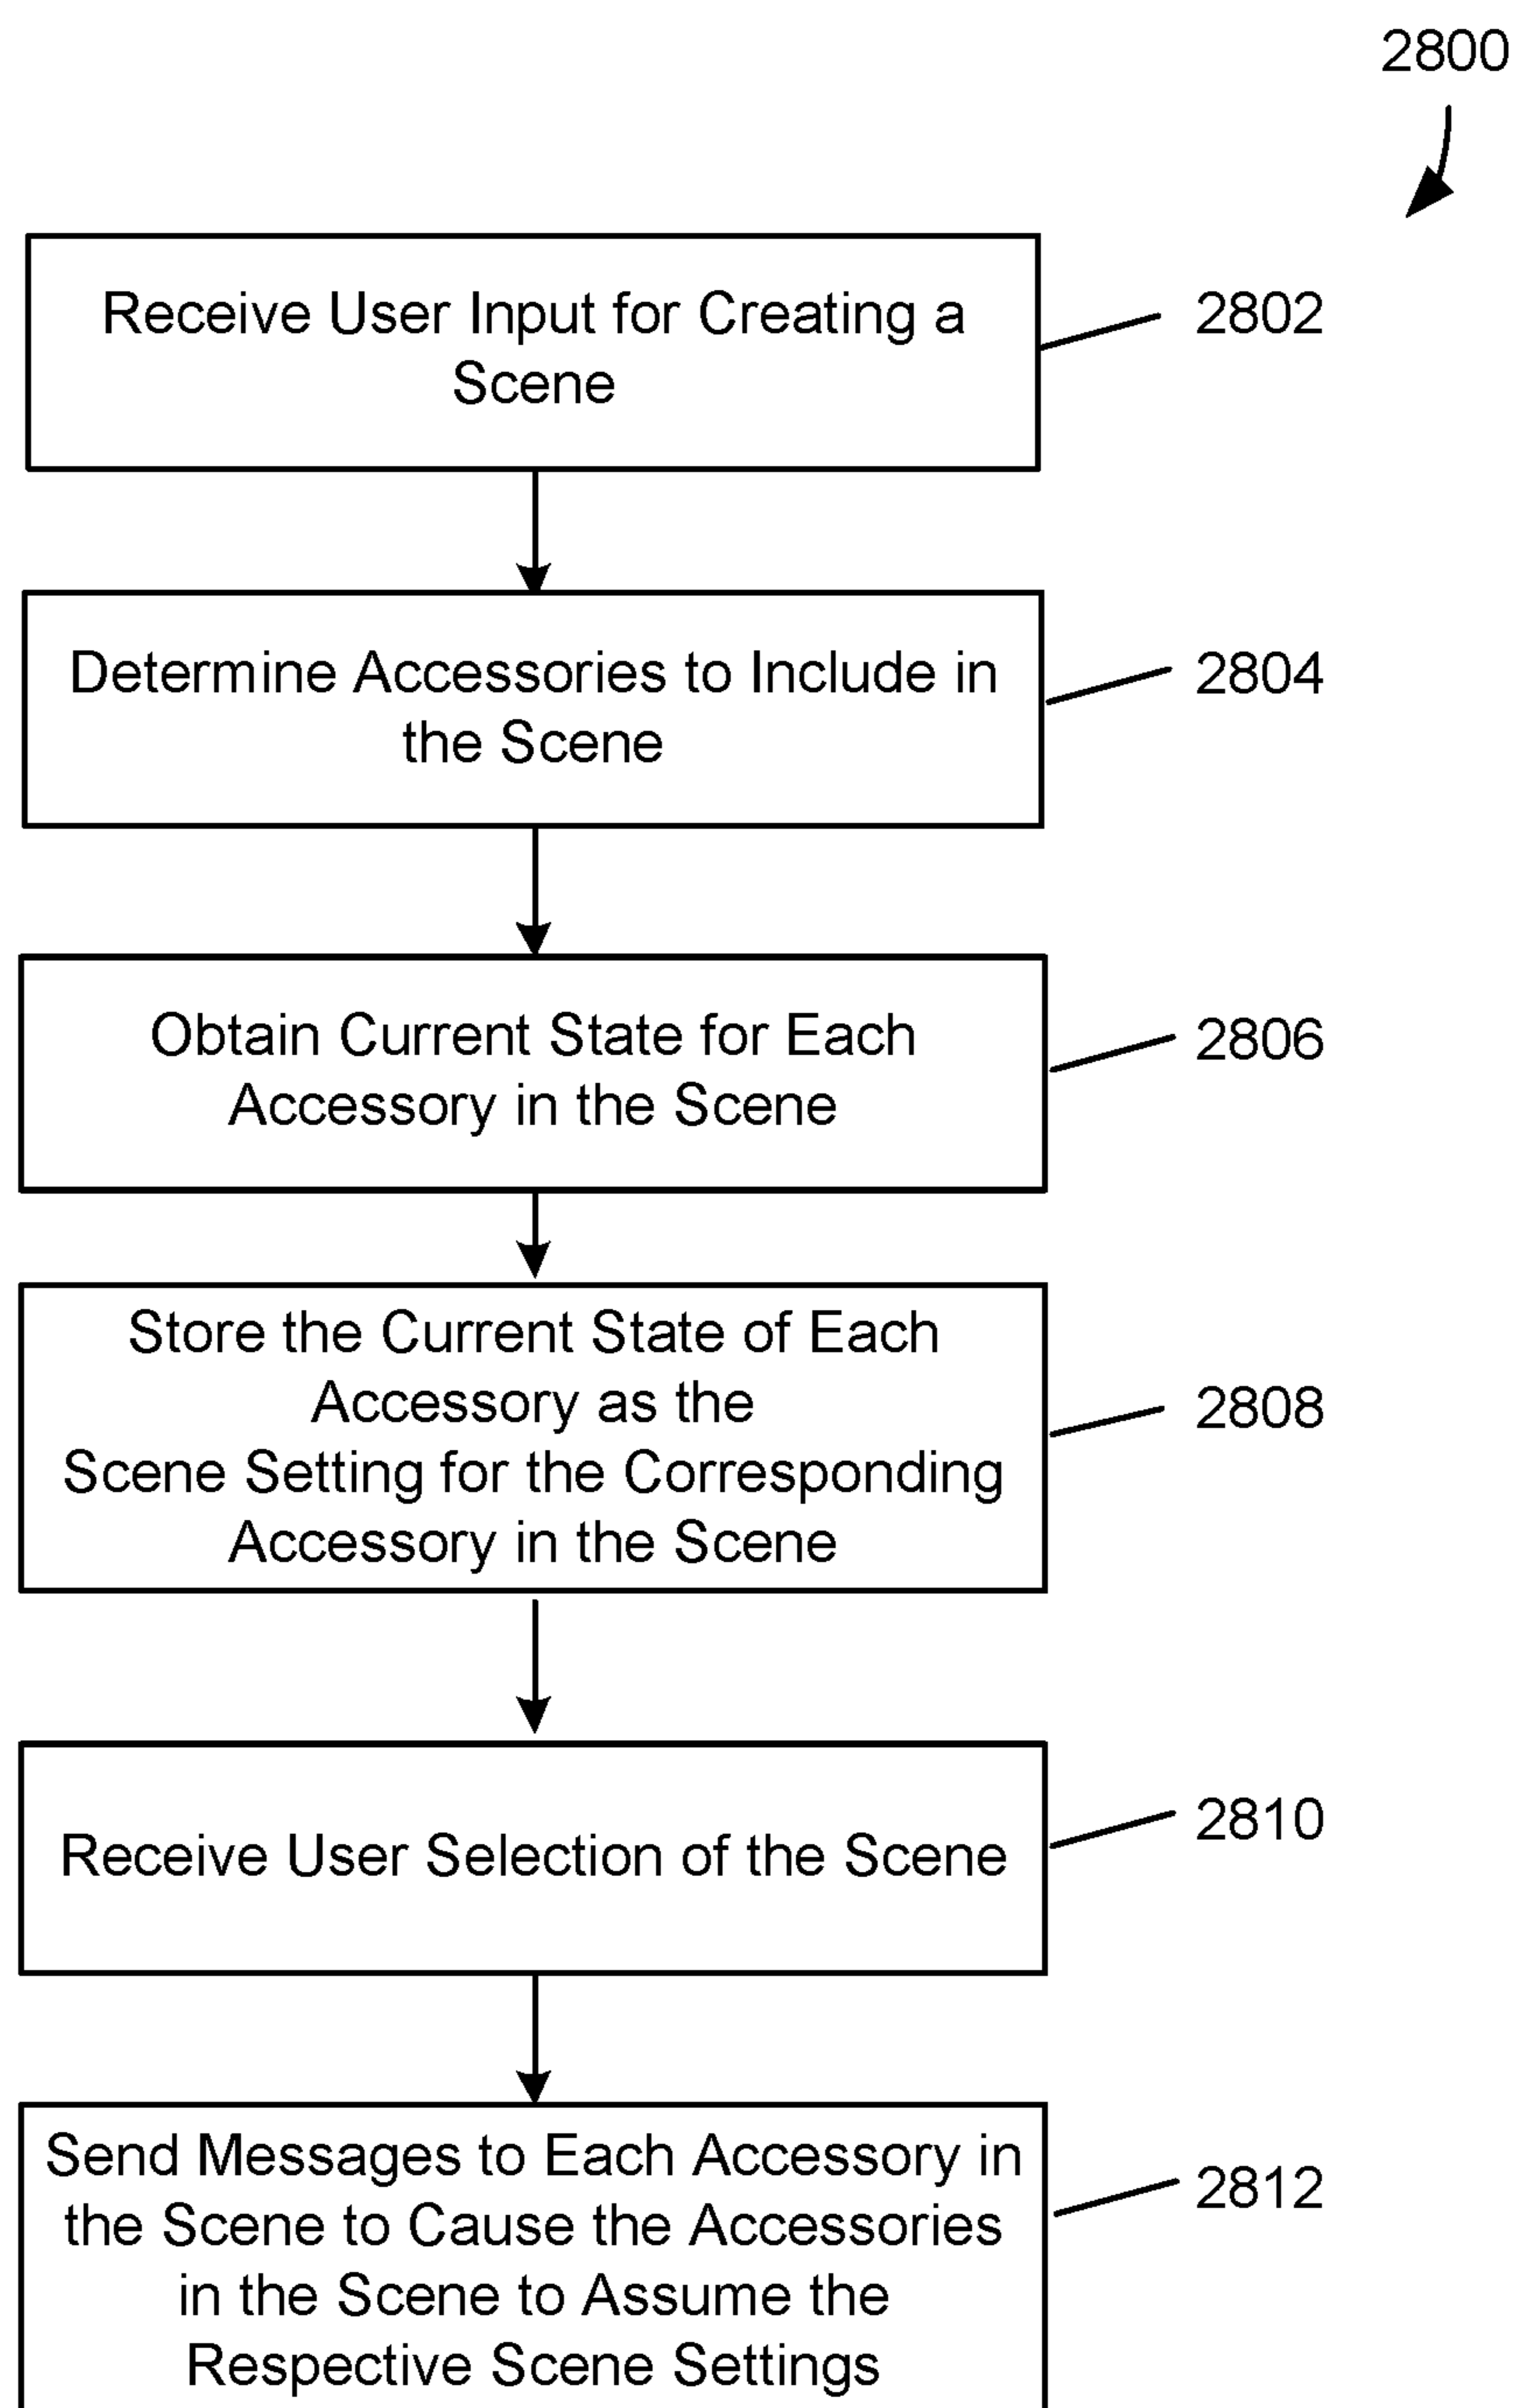 2800
Receive User Input for Creating a
Scene
2802
Determine Accessories to Include in
the Scene
2804
Obtain Current State for Each
Accessory in the Scene
2806
Store the Current State of Each
Accessory as the
Scene Setting for the Corresponding
Accessory in the Scene
2808
Receive User Selection of the Scene
2810
Send Messages to Each Accessory in
the Scene to Cause the Accessories
in the Scene to Assume the
Respective Scene Settings
2812